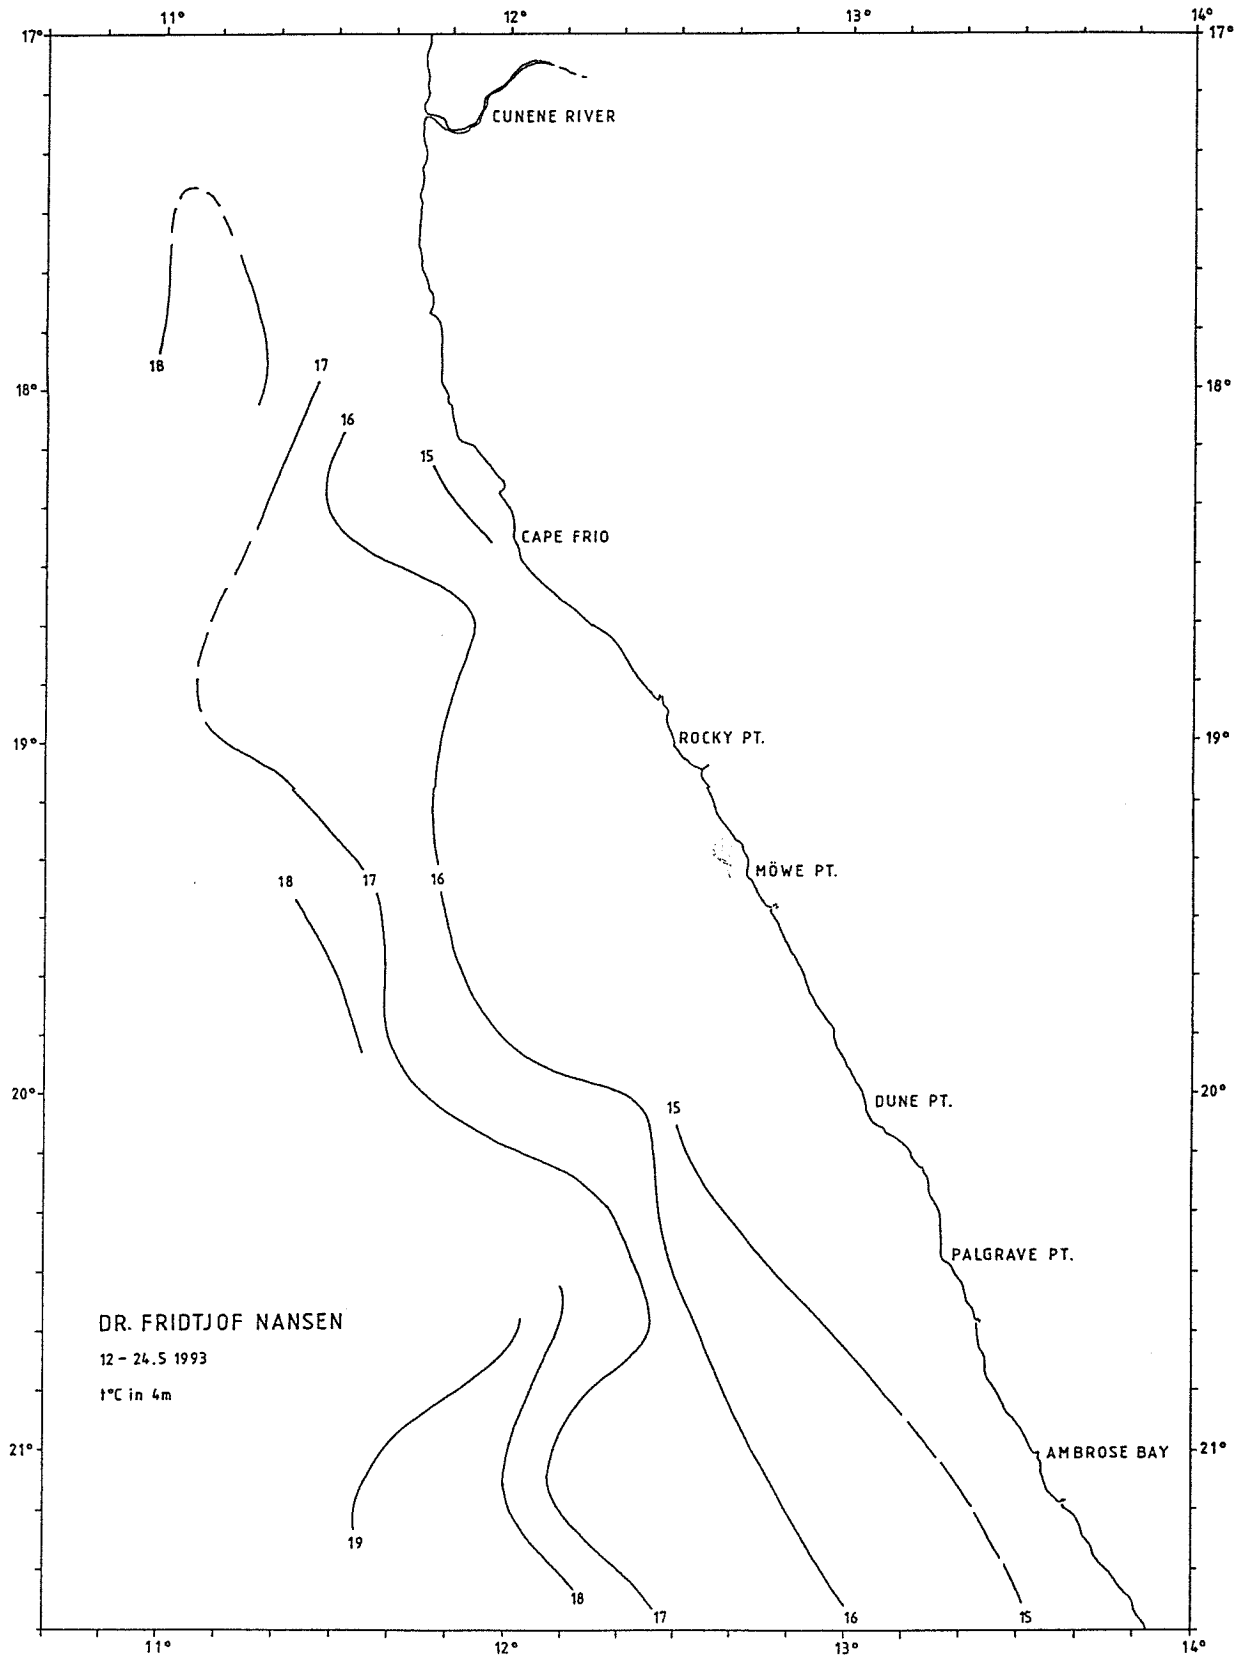 11° 12° 13° 14°
17° 17°
CUNENE RIVER
18 17
18° 18°
16
15
CAPE FRIO
ROCKY PT.
19° 19°
MÖWE PT.
18 17 16
20° 20°
DUNE PT.
15
PALGRAVE PT.
DR. FRIDTJOF NANSEN
12 - 24.5 1993
t°C in 4m
21° 21°
AMBROSE BAY
19
18
17 16 15
11° 12° 13° 14°